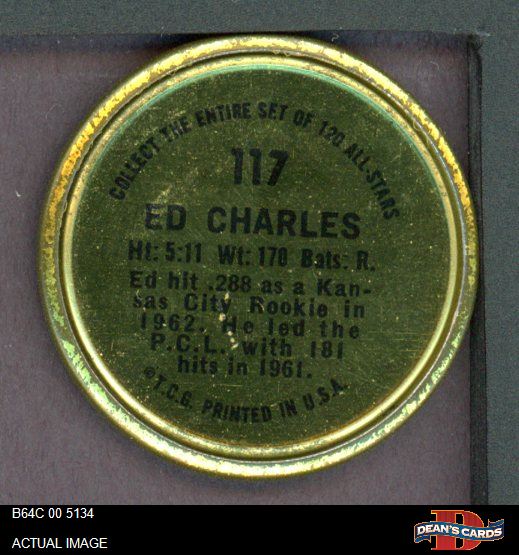 COLLECT THE ENTIRE SET OF 120 ALL-STARS
117
ED CHARLES
Ht: 5:11 Wt: 170 Bats: R.
Ed hit .288 as a Kan-
sas City Rookie in
1962. He led the
P.C.L. with 181
hits in 1961.
©T.C.G. PRINTED IN U.S.A.
B64C 00 5134
ACTUAL IMAGE
D
DEAN'S CARDS